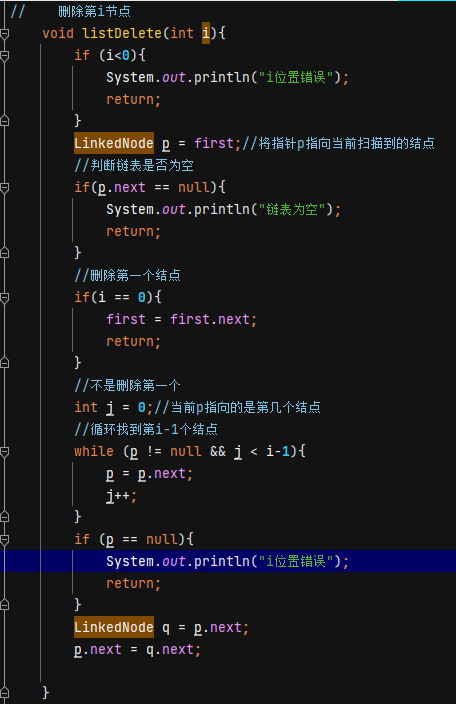 //    删除第i节点
void listDelete(int i){
if (i<0){
System.out.println("i位置错误");
return;
}
LinkedNode p = first;//将指针p指向当前扫描到的结点
//判断链表是否为空
if(p.next == null){
System.out.println("链表为空");
return;
}
//删除第一个结点
if(i == 0){
first = first.next;
return;
}
//不是删除第一个
int j = 0;//当前p指向的是第几个结点
//循环找到第i-1个结点
while (p != null && j < i-1){
p = p.next;
j++;
}
if (p == null){
System.out.println("i位置错误");
return;
}
LinkedNode q = p.next;
p.next = q.next;
}